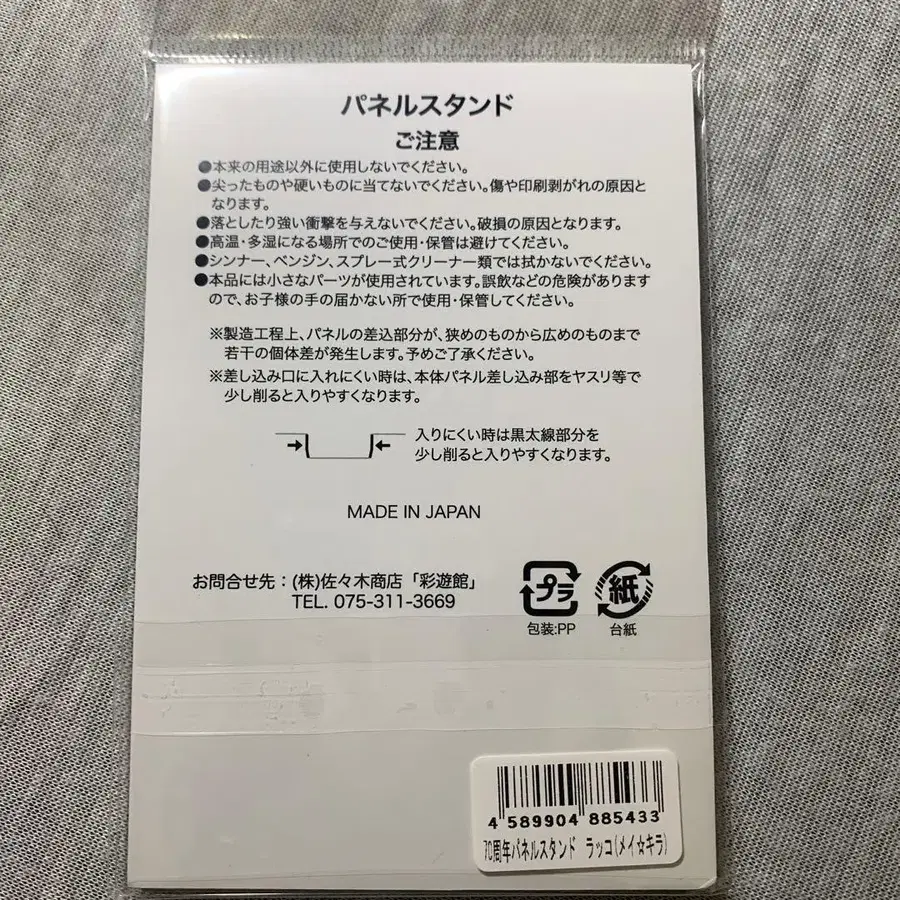 パネルスタンド
ご注意
●本来の用途以外に使用しないでください。
●尖ったものや硬いものに当てないでください。傷や印刷剥がれの原因と
なります。
●落としたり強い衝撃を与えないでください。破損の原因となります。
●高温・多湿になる場所でのご使用・保管は避けてください。
●シンナー、ベンジン、スプレー式クリーナー類では拭かないでください。
●本品には小さなパーツが使用されています。誤飲などの危険があります
ので、お子様の手の届かない所で使用・保管してください。
※製造工程上、パネルの差込部分が、狭めのものから広めのものまで
若干の個体差が発生します。予めご了承ください。
※差し込み口に入れにくい時は、本体パネル差し込み部をヤスリ等で
少し削ると入りやすくなります。
入りにくい時は黒太線部分を
少し削ると入りやすくなります。
MADE IN JAPAN
お問合せ先：(株)佐々木商店「彩遊館」
TEL. 075-311-3669
プラ
包装:PP
紙
台紙
4 589904 885433
70周年パネルスタンド ラッコ(メイ☆キラ)